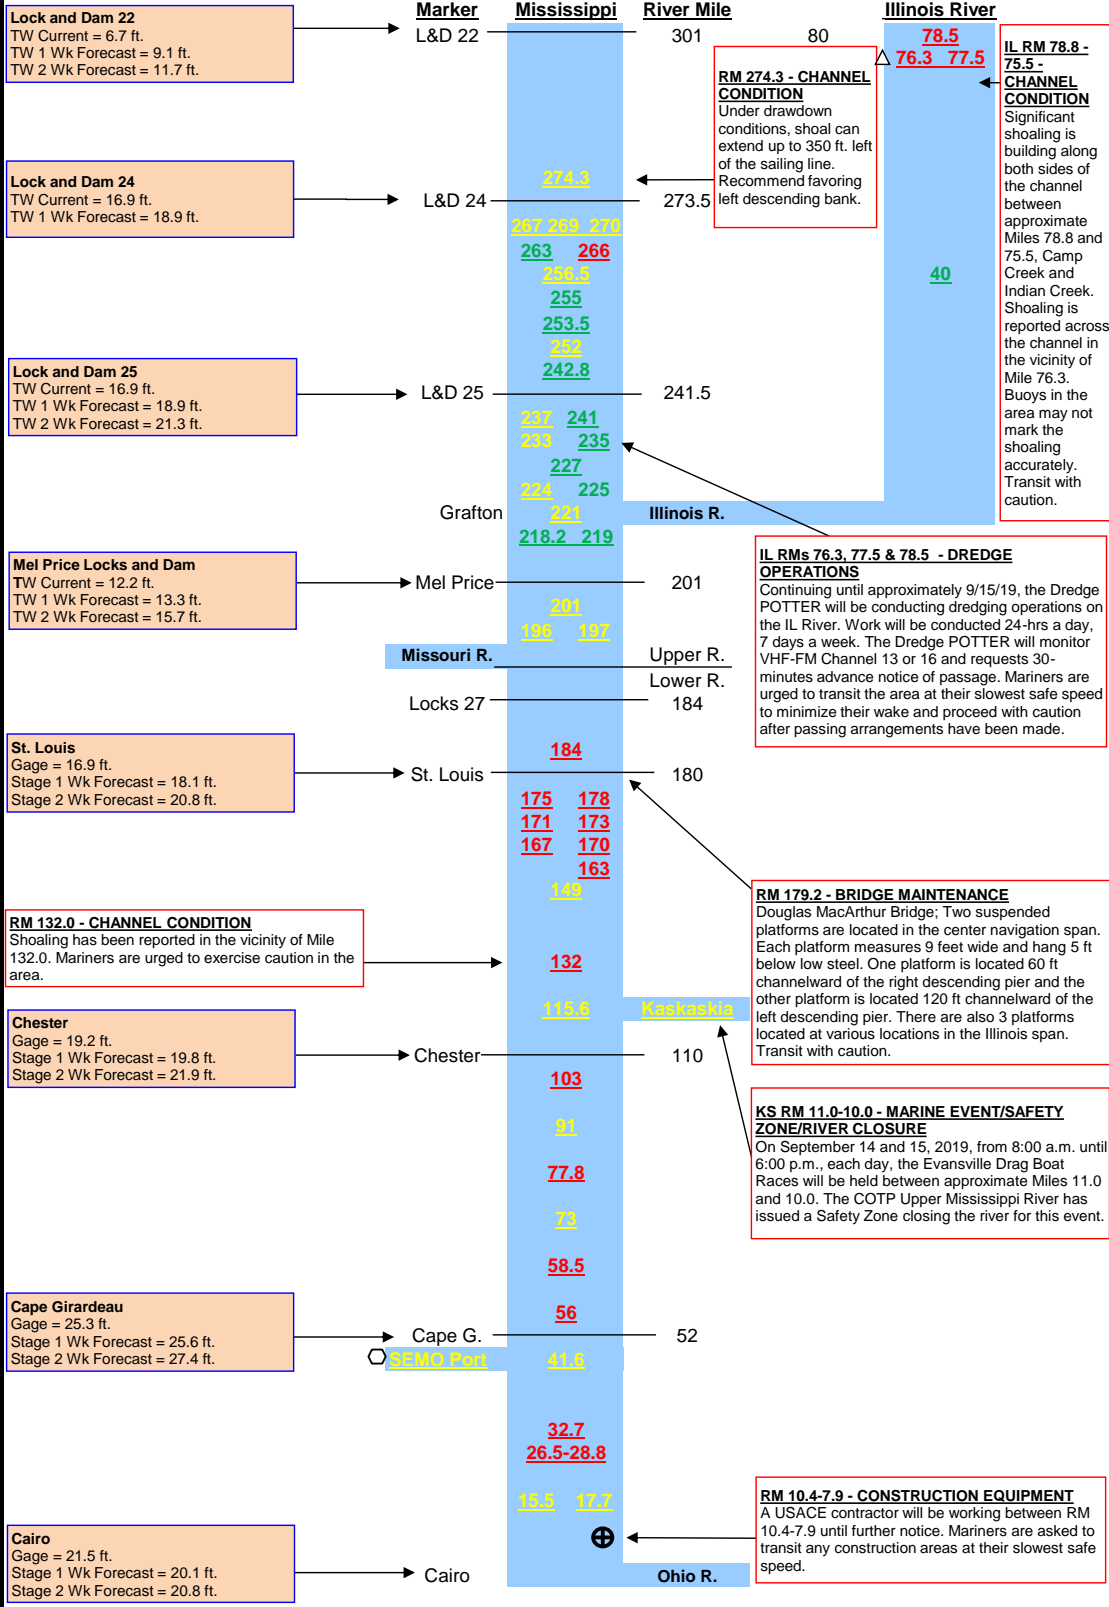 Marker Mississippi River Mile Illinois River
Lock and Dam 22
TW Current = 6.7 ft.
TW 1 Wk Forecast = 9.1 ft.
TW 2 Wk Forecast = 11.7 ft.
L&D 22 301 80
78.5
76.3 77.5
IL RM 78.8 -
75.5 -
CHANNEL
CONDITION
Significant
shoaling is
building along
both sides of
the channel
between
approximate
Miles 78.8 and
75.5, Camp
Creek and
Indian Creek.
Shoaling is
reported across
the channel in
the vicinity of
Mile 76.3.
Buoys in the
area may not
mark the
shoaling
accurately.
Transit with
caution.
RM 274.3 - CHANNEL
CONDITION
Under drawdown
conditions, shoal can
extend up to 350 ft. left
of the sailing line.
Recommend favoring
left descending bank.
Lock and Dam 24
TW Current = 16.9 ft.
TW 1 Wk Forecast = 18.9 ft.
274.3
L&D 24 273.5
267 269 270
263 266
256.5
255
40
253.5
252
242.8
Lock and Dam 25
TW Current = 16.9 ft.
TW 1 Wk Forecast = 18.9 ft.
TW 2 Wk Forecast = 21.3 ft.
L&D 25 241.5
237 241
233 235
227
224 225
Grafton 221 Illinois R.
218.2 219
IL RMs 76.3, 77.5 & 78.5 - DREDGE
OPERATIONS
Continuing until approximately 9/15/19, the Dredge
POTTER will be conducting dredging operations on
the IL River. Work will be conducted 24-hrs a day,
7 days a week. The Dredge POTTER will monitor
VHF-FM Channel 13 or 16 and requests 30-
minutes advance notice of passage. Mariners are
urged to transit the area at their slowest safe speed
to minimize their wake and proceed with caution
after passing arrangements have been made.
Mel Price Locks and Dam
TW Current = 12.2 ft.
TW 1 Wk Forecast = 13.3 ft.
TW 2 Wk Forecast = 15.7 ft.
Mel Price 201
201
196 197
Missouri R. Upper R.
Lower R.
Locks 27 184
184
St. Louis
Gage = 16.9 ft.
Stage 1 Wk Forecast = 18.1 ft.
Stage 2 Wk Forecast = 20.8 ft.
St. Louis 180
175 178
171 173
167 170
163
149
RM 179.2 - BRIDGE MAINTENANCE
Douglas MacArthur Bridge; Two suspended
platforms are located in the center navigation span.
Each platform measures 9 feet wide and hang 5 ft
below low steel. One platform is located 60 ft
channelward of the right descending pier and the
other platform is located 120 ft channelward of the
left descending pier. There are also 3 platforms
located at various locations in the Illinois span.
Transit with caution.
RM 132.0 - CHANNEL CONDITION
Shoaling has been reported in the vicinity of Mile
132.0. Mariners are urged to exercise caution in the
area.
132
115.6 Kaskaskia
Chester
Gage = 19.2 ft.
Stage 1 Wk Forecast = 19.8 ft.
Stage 2 Wk Forecast = 21.9 ft.
Chester 110
103
KS RM 11.0-10.0 - MARINE EVENT/SAFETY
ZONE/RIVER CLOSURE
On September 14 and 15, 2019, from 8:00 a.m. until
6:00 p.m., each day, the Evansville Drag Boat
Races will be held between approximate Miles 11.0
and 10.0. The COTP Upper Mississippi River has
issued a Safety Zone closing the river for this event.
91
77.8
73
58.5
56
Cape Girardeau
Gage = 25.3 ft.
Stage 1 Wk Forecast = 25.6 ft.
Stage 2 Wk Forecast = 27.4 ft.
Cape G. 52
SEMO Port 41.6
32.7
26.5-28.8
15.5 17.7
RM 10.4-7.9 - CONSTRUCTION EQUIPMENT
A USACE contractor will be working between RM
10.4-7.9 until further notice. Mariners are asked to
transit any construction areas at their slowest safe
speed.
Cairo
Gage = 21.5 ft.
Stage 1 Wk Forecast = 20.1 ft.
Stage 2 Wk Forecast = 20.8 ft.
Cairo Ohio R.